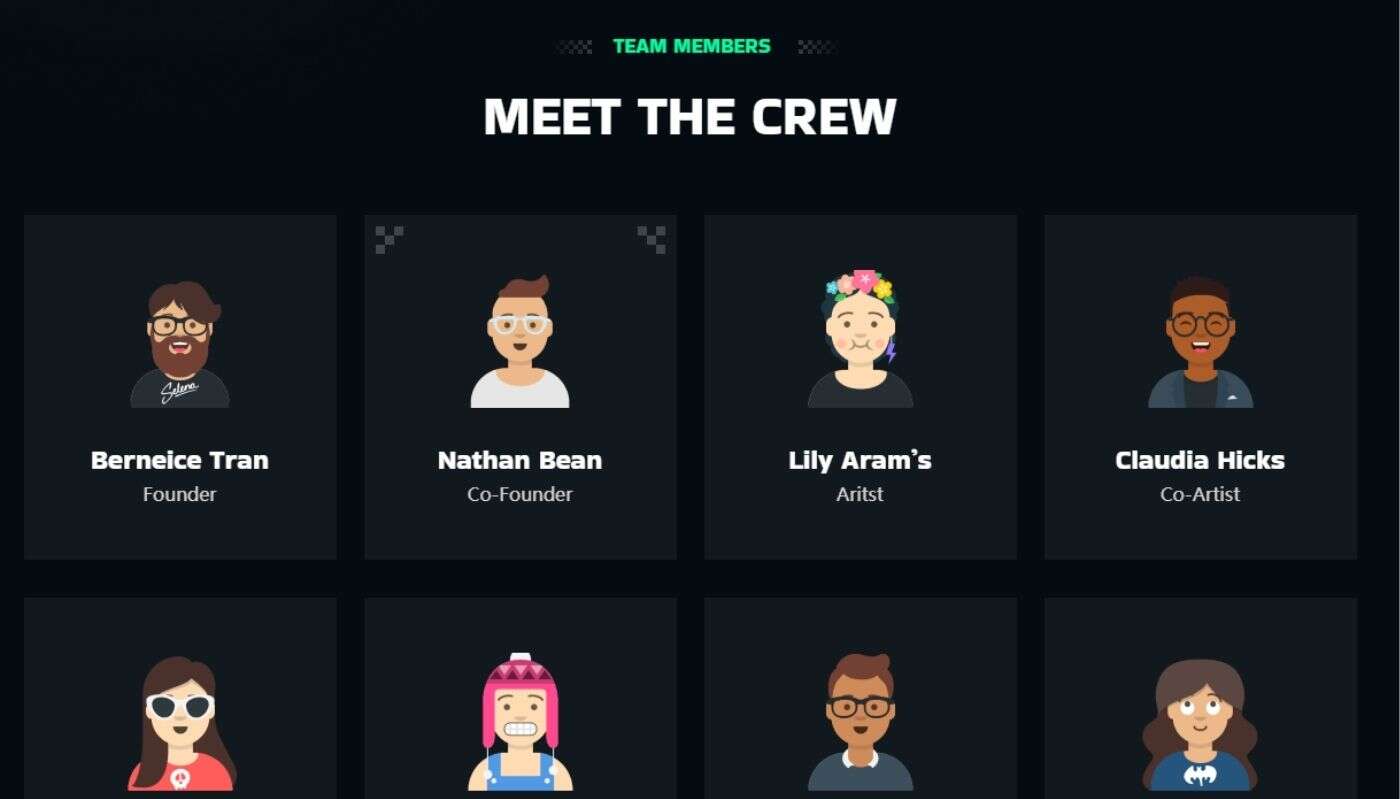 TEAM MEMBERS
MEET THE CREW
Selena
Berneice Tran
Founder
Nathan Bean
Co-Founder
Lily Aram’s
Aritst
Claudia Hicks
Co-Artist